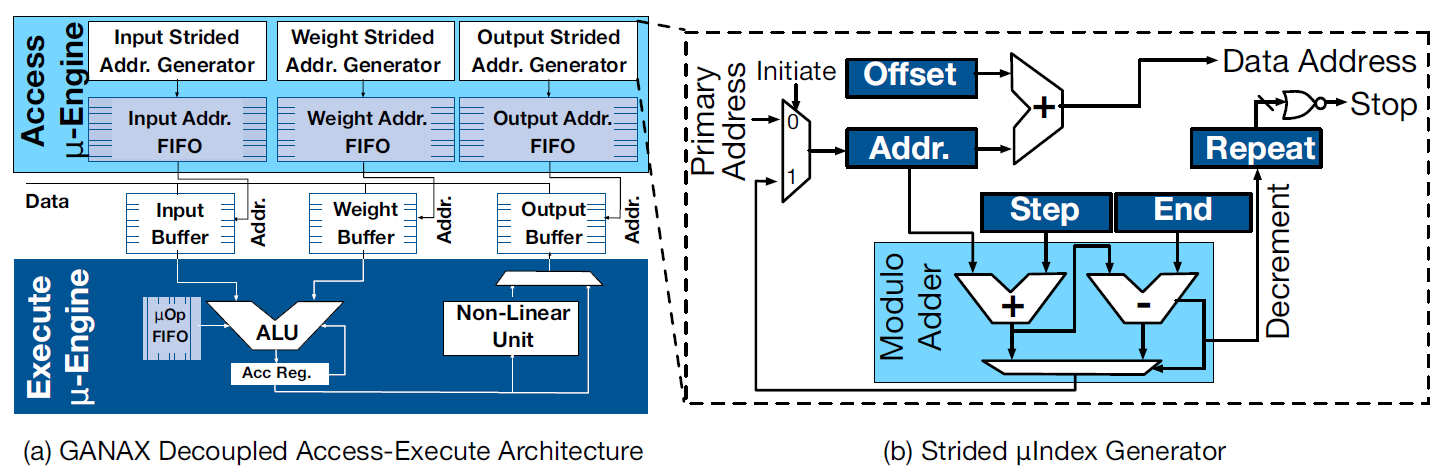 Access
µ-Engine
Input Strided
Addr. Generator
Weight Strided
Addr. Generator
Output Strided
Addr. Generator
Input Addr.
FIFO
Weight Addr.
FIFO
Output Addr.
FIFO
Data
Input
Buffer
Addr.
Weight
Buffer
Addr.
Output
Buffer
Addr.
Execute
µ-Engine
µOp
FIFO
ALU
Acc Reg.
Non-Linear
Unit
(a) GANAX Decoupled Access-Execute Architecture
Primary
Address
Initiate
0
1
Offset
Addr.
+
Data Address
Stop
Repeat
Step
End
Modulo
Adder
+
-
Decrement
(b) Strided µIndex Generator